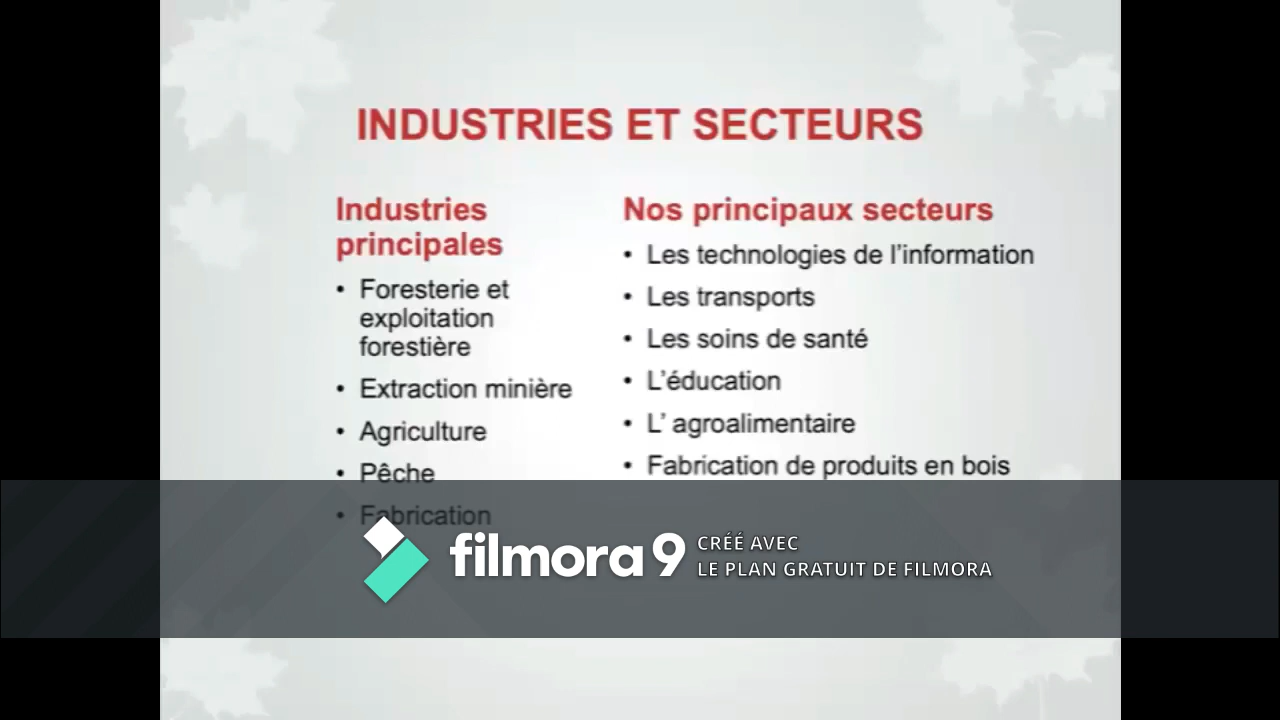 INDUSTRIES ET SECTEURS
Industries
principales
• Foresterie et
exploitation
forestière
• Extraction minière
• Agriculture
• Pêche
• Fabrication
Nos principaux secteurs
• Les technologies de l’information
• Les transports
• Les soins de santé
• L’éducation
• L’ agroalimentaire
• Fabrication de produits en bois
filmora 9
CRÉÉ AVEC
LE PLAN GRATUIT DE FILMORA